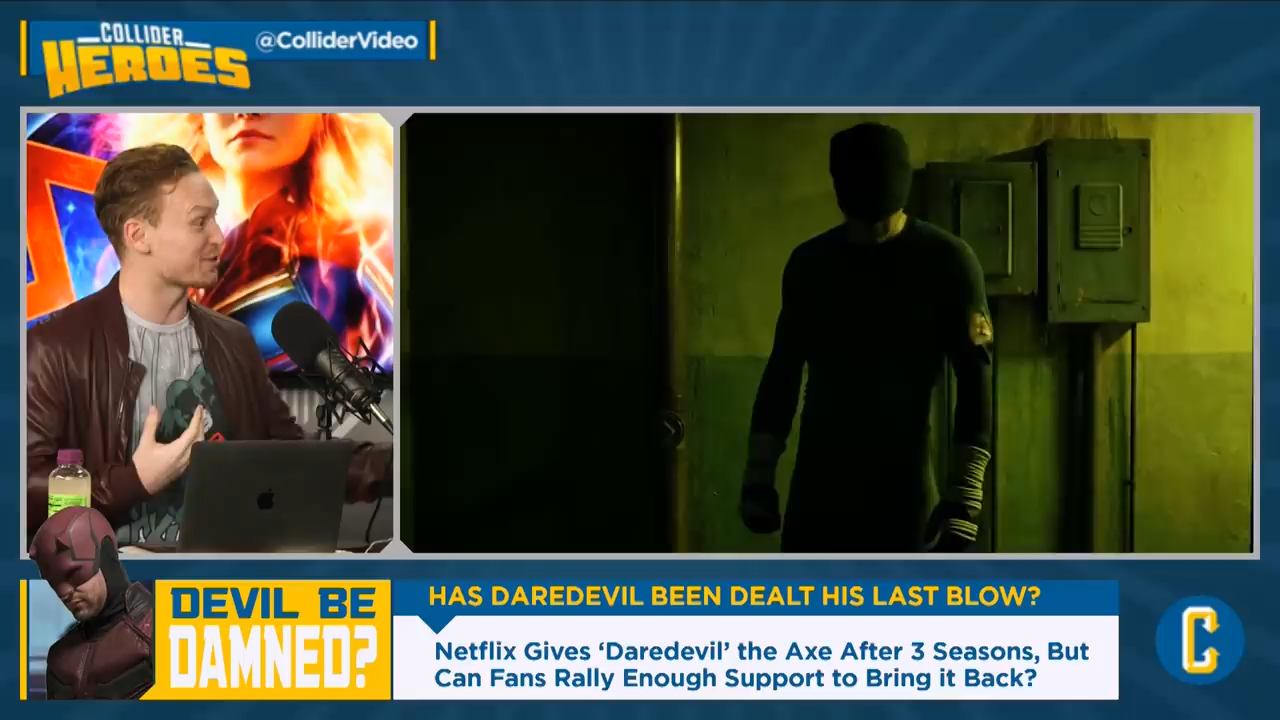 COLLIDER
HEROES
@ColliderVideo
DEVIL BE
DAMNED?
HAS DAREDEVIL BEEN DEALT HIS LAST BLOW?
Netflix Gives ‘Daredevil’ the Axe After 3 Seasons, But
Can Fans Rally Enough Support to Bring it Back?